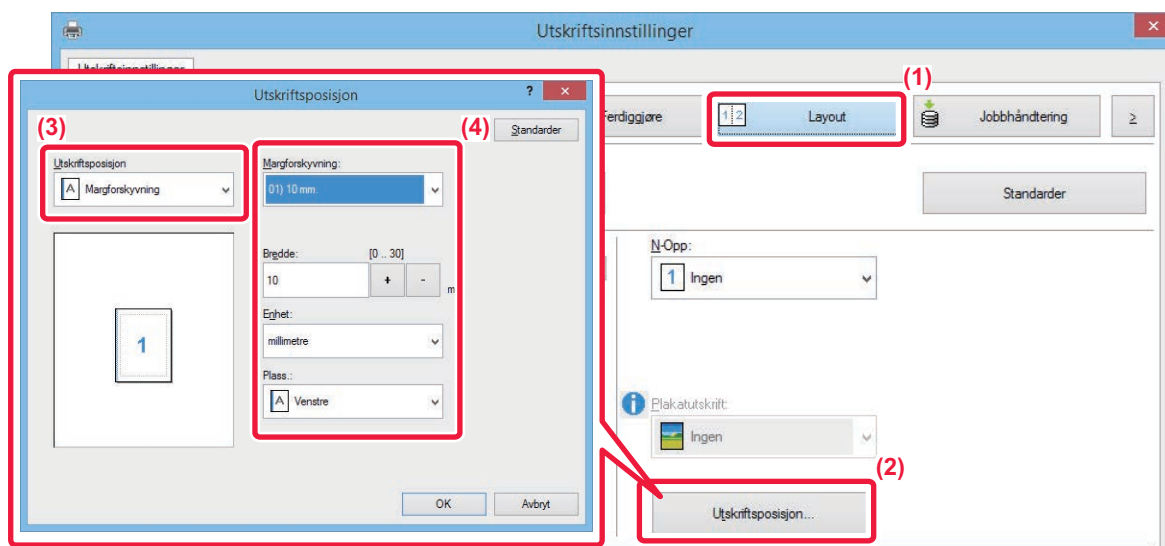 Utskriftsinnstillinger
Utskriftsinnstillinger
(1)
Ferdiggjøre
1 2 Layout
Jobbhåndtering
≥
Standarder
N-Opp:
1 Ingen
Plakatutskrift:
Ingen
(2)
Utskriftsposisjon...
Utskriftsposisjon
? ×
(3)
(4)
Standarder
Utskriftsposisjon
A Margforskyvning
1
Margforskyvning:
01) 10 mm.
Bredde: [0 .. 30]
10 + - m
Enhet:
millimetre
Plass.:
A Venstre
OK Avbryt